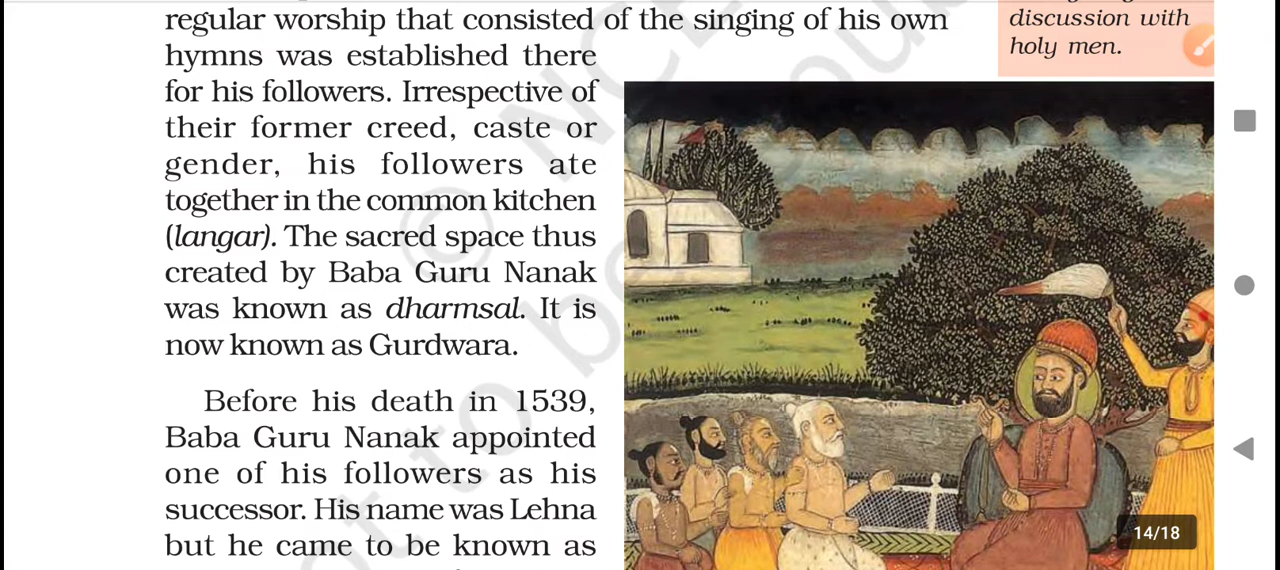 regular worship that consisted of the singing of his own
hymns was established there
for his followers. Irrespective of
their former creed, caste or
gender, his followers ate
together in the common kitchen
(langar). The sacred space thus
created by Baba Guru Nanak
was known as dharmsal. It is
now known as Gurdwara.
Before his death in 1539,
Baba Guru Nanak appointed
one of his followers as his
successor. His name was Lehna
but he came to be known as
discussion with
holy men.
14/18